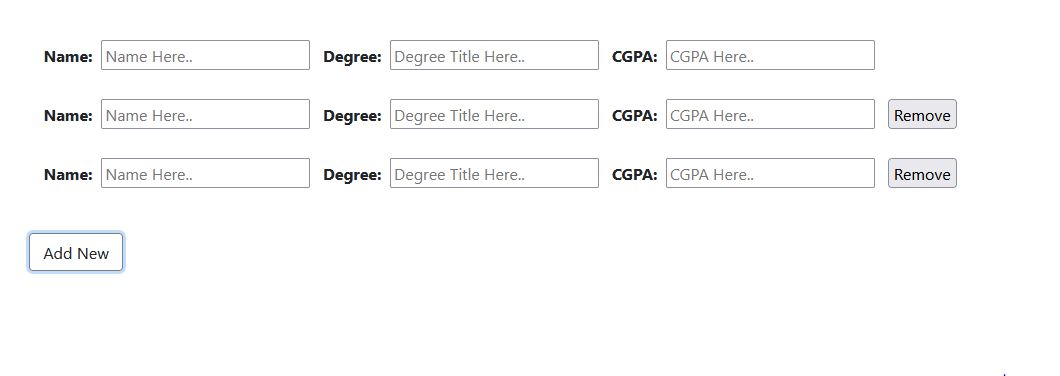 Name: Name Here.. Degree: Degree Title Here.. CGPA: CGPA Here..
Name: Name Here.. Degree: Degree Title Here.. CGPA: CGPA Here.. Remove
Name: Name Here.. Degree: Degree Title Here.. CGPA: CGPA Here.. Remove
Add New